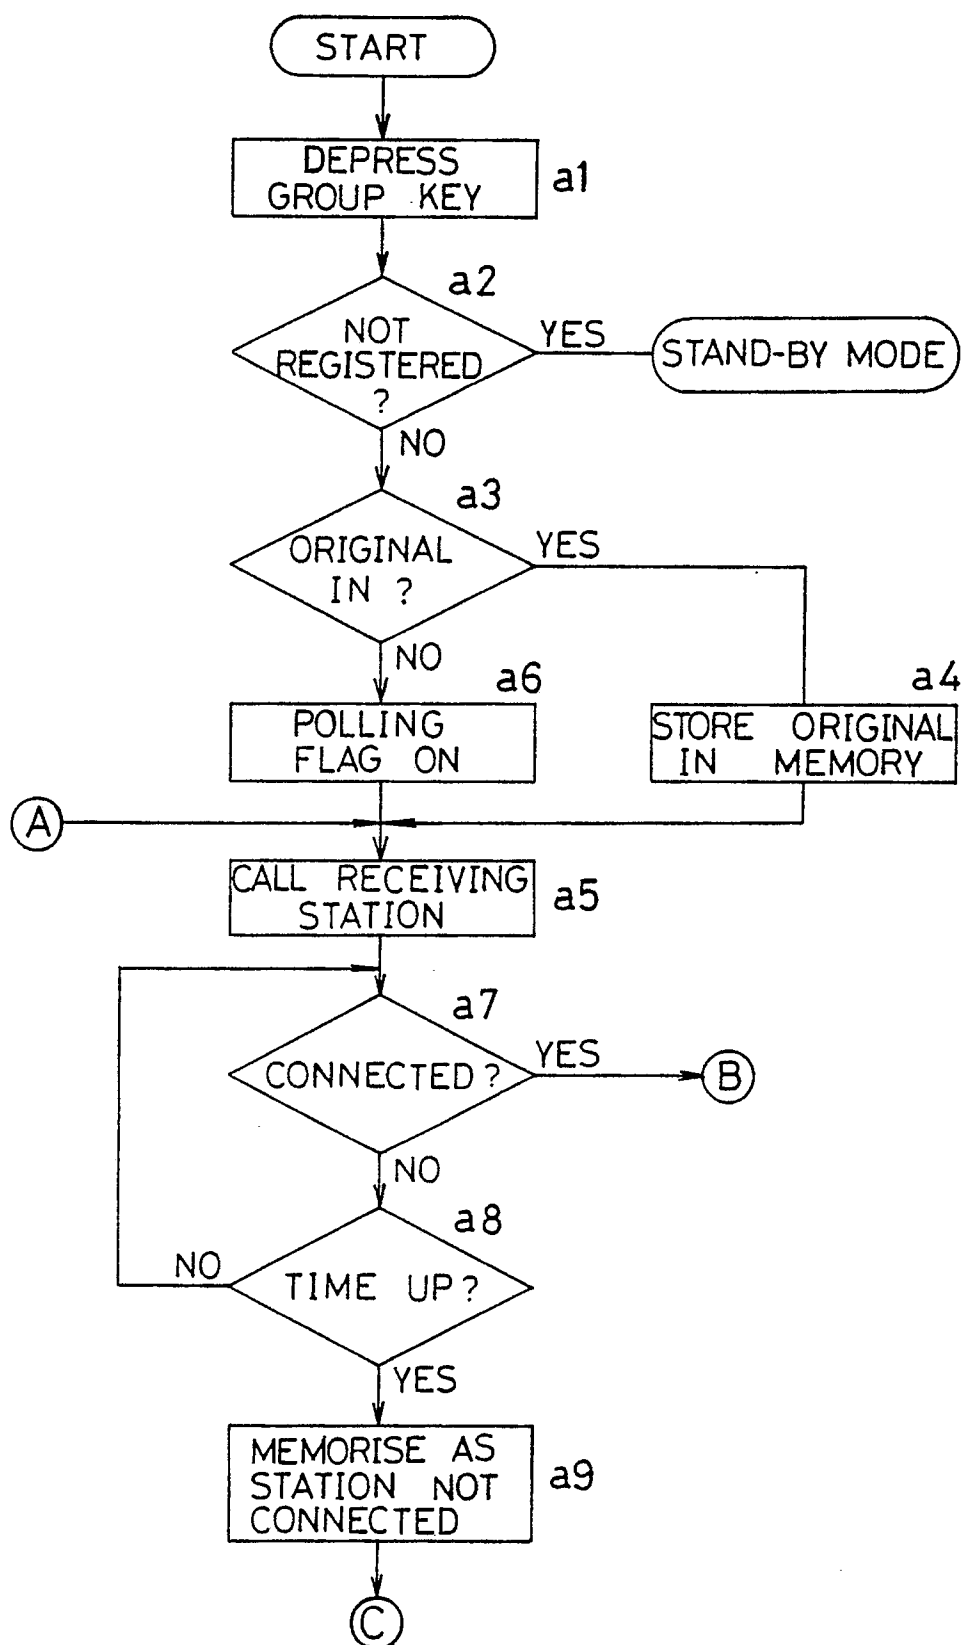 START
DEPRESS
GROUP KEY
a1
a2
NOT
REGISTERED
?
YES
STAND-BY MODE
NO
a3
ORIGINAL
IN ?
YES
NO
a6
POLLING
FLAG ON
a4
STORE ORIGINAL
IN MEMORY
A
CALL RECEIVING
STATION
a5
a7
CONNECTED?
YES
B
NO
a8
TIME UP?
NO
YES
MEMORISE AS
STATION NOT
CONNECTED
a9
C